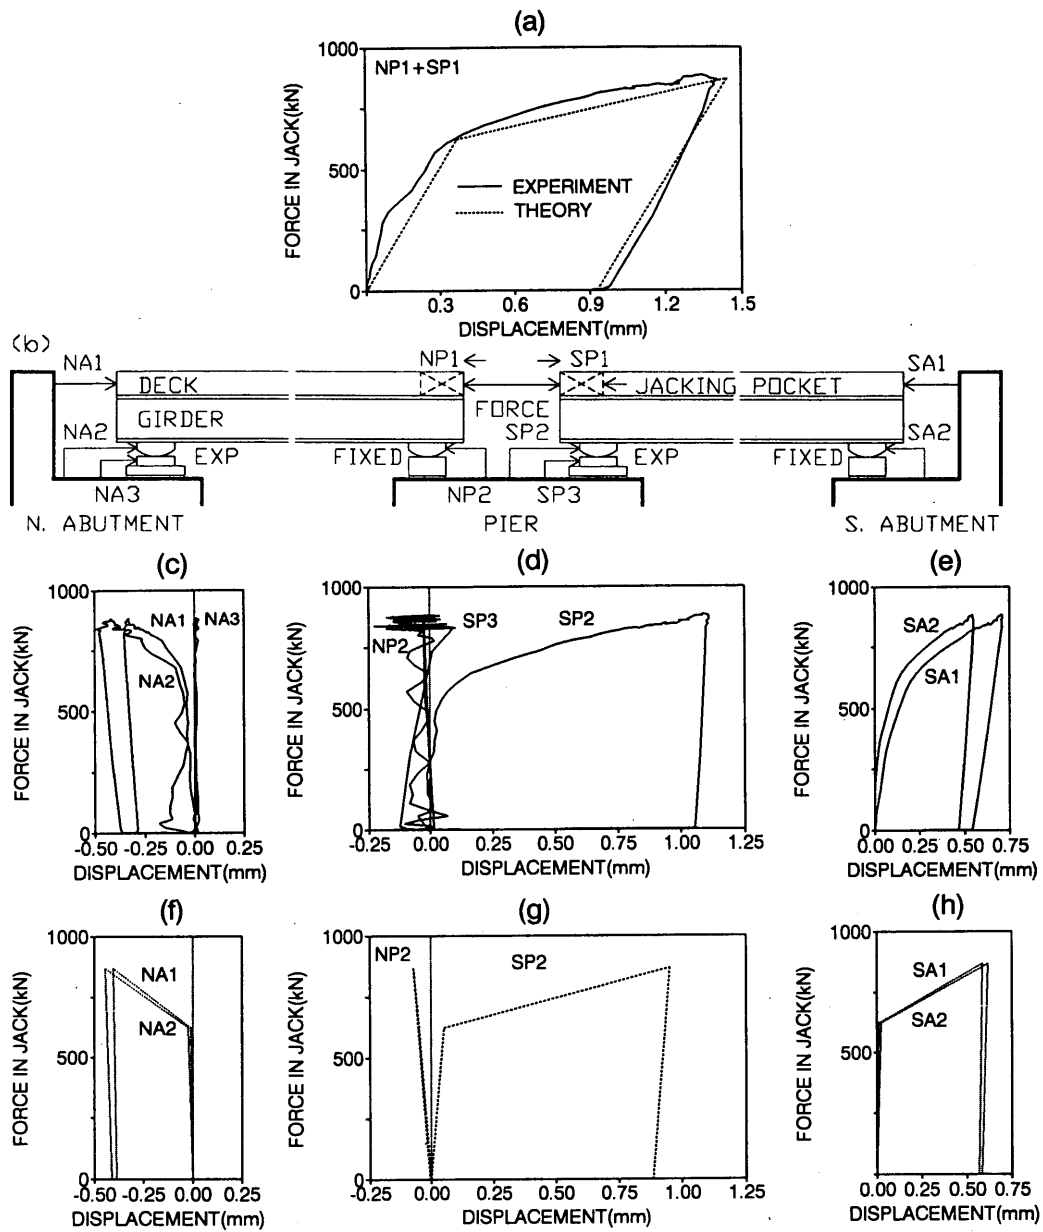 (a)
1000
NP1+SP1
FORCE IN JACK(kN)
500
EXPERIMENT
THEORY
0
0.3 0.6 0.9 1.2 1.5
DISPLACEMENT(mm)
(b)
NA1 NP1 SP1 SA1
DECK JACKING POCKET
FORCE
GIRDER
NA2 SP2 SA2
EXP FIXED EXP FIXED
NA3 NP2 SP3
N. ABUTMENT PIER S. ABUTMENT
(c)
1000
NA1 NA3
NA2
FORCE IN JACK(kN)
500
0
-0.50 -0.25 0.00 0.25
DISPLACEMENT(mm)
(d)
1000
SP3 SP2
NP2
FORCE IN JACK(kN)
500
0
-0.25 0.00 0.25 0.50 0.75 1.00 1.25
DISPLACEMENT(mm)
(e)
1000
SA2
SA1
FORCE IN JACK(kN)
500
0
0.00 0.25 0.50 0.75
DISPLACEMENT(mm)
(f)
1000
NA1
NA2
FORCE IN JACK(kN)
500
0
-0.50 -0.25 0.00 0.25
DISPLACEMENT(mm)
(g)
1000
NP2 SP2
FORCE IN JACK(kN)
500
0
-0.25 0.00 0.25 0.50 0.75 1.00 1.25
DISPLACEMENT(mm)
(h)
1000
SA1
SA2
FORCE IN JACK(kN)
500
0
0.00 0.25 0.50 0.75
DISPLACEMENT(mm)